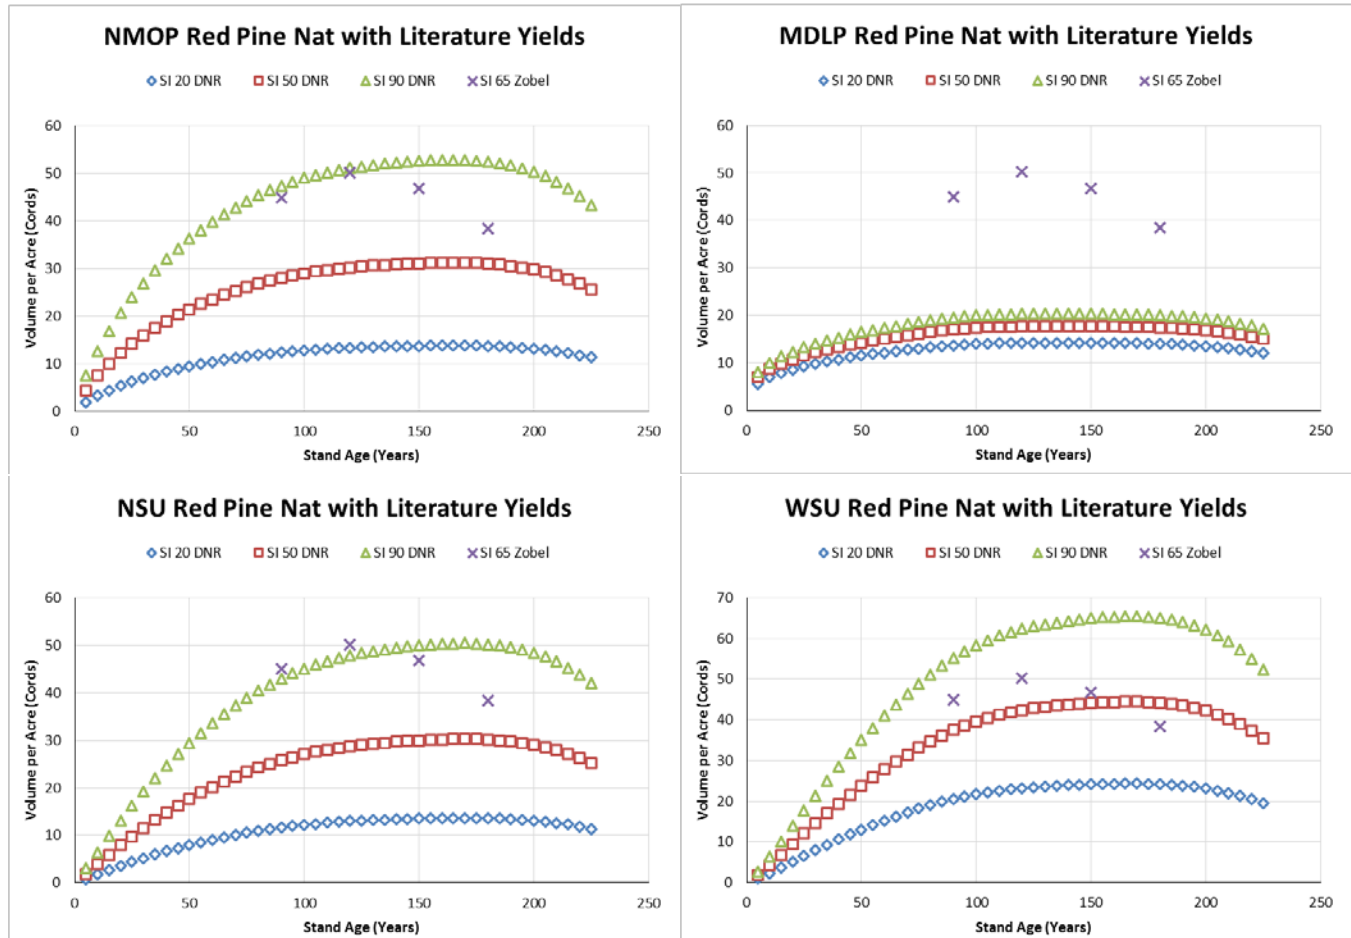 NMOP Red Pine Nat with Literature Yields
SI 20 DNR SI 50 DNR SI 90 DNR SI 65 Zobel
60
50
40
30
20
10
0
Volume per Acre (Cords)
0 50 100 150 200 250
Stand Age (Years)
MDLP Red Pine Nat with Literature Yields
SI 20 DNR SI 50 DNR SI 90 DNR SI 65 Zobel
60
50
40
30
20
10
0
Volume per Acre (Cords)
0 50 100 150 200 250
Stand Age (Years)
NSU Red Pine Nat with Literature Yields
SI 20 DNR SI 50 DNR SI 90 DNR SI 65 Zobel
60
50
40
30
20
10
0
Volume per Acre (Cords)
0 50 100 150 200 250
Stand Age (Years)
WSU Red Pine Nat with Literature Yields
SI 20 DNR SI 50 DNR SI 90 DNR SI 65 Zobel
70
60
50
40
30
20
10
0
Volume per Acre (Cords)
0 50 100 150 200 250
Stand Age (Years)